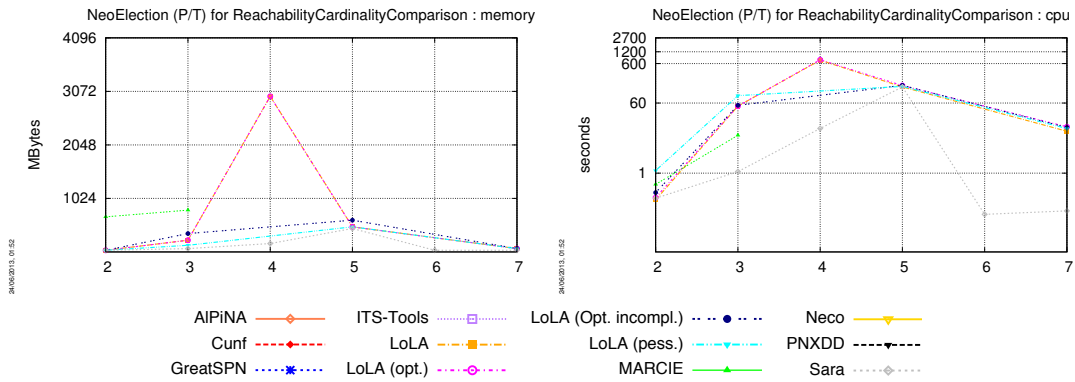 NeoElection (P/T) for ReachabilityCardinalityComparison : memory
4096
3072
2048
1024
MBytes
2 3 4 5 6 7
24/06/2013, 01:52
NeoElection (P/T) for ReachabilityCardinalityComparison : cpu
2700
1200
600
60
1
seconds
2 3 4 5 6 7
24/06/2013, 01:52
AlPiNA ITS-Tools LoLA (Opt. incompl.) Neco
Cunf LoLA LoLA (pess.) PNXDD
GreatSPN LoLA (opt.) MARCIE Sara